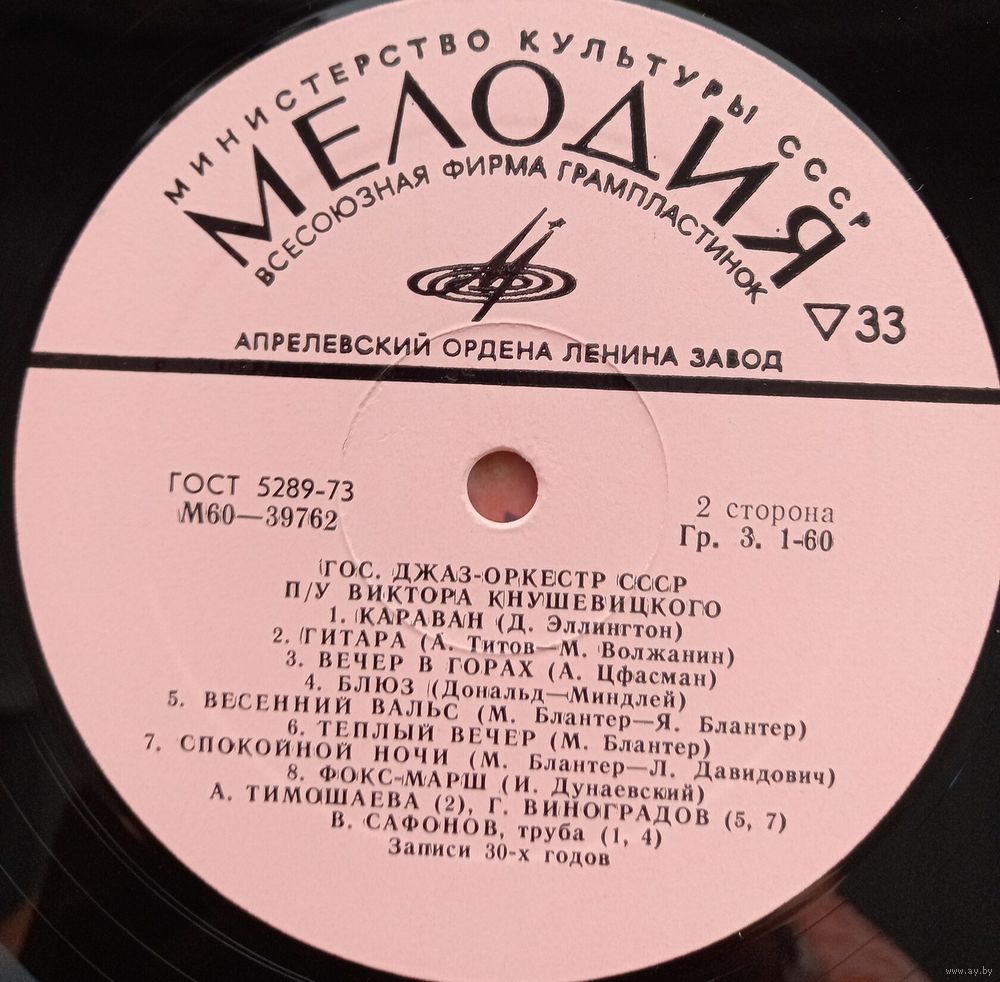 МИНИСТЕРСТВО КУЛЬТУРЫ СССР
МЕЛОДИЯ
ВСЕСОЮЗНАЯ ФИРМА ГРАМПЛАСТИНОК
▽33
АПРЕЛЕВСКИЙ ОРДЕНА ЛЕНИНА ЗАВОД
ГОСТ 5289-73
М60—39762
2 сторона
Гр. 3. 1-60
ГОС. ДЖАЗ-ОРКЕСТР СССР
П/У ВИКТОРА КНУШЕВИЦКОГО
1. КАРАВАН (Д. Эллингтон)
2. ГИТАРА (А. Титов—М. Волжанин)
3. ВЕЧЕР В ГОРАХ (А. Цфасман)
4. БЛЮЗ (Дональд—Миндлей)
5. ВЕСЕННИЙ ВАЛЬС (М. Блантер—Я. Блантер)
6. ТЕПЛЫЙ ВЕЧЕР (М. Блантер)
7. СПОКОЙНОЙ НОЧИ (М. Блантер—Л. Давидович)
8. ФОКС-МАРШ (И. Дунаевский)
А. ТИМОШАЕВА (2), Г. ВИНОГРАДОВ (5, 7)
В. САФОНОВ, труба (1, 4)
Записи 30-х годов
www.ay.by